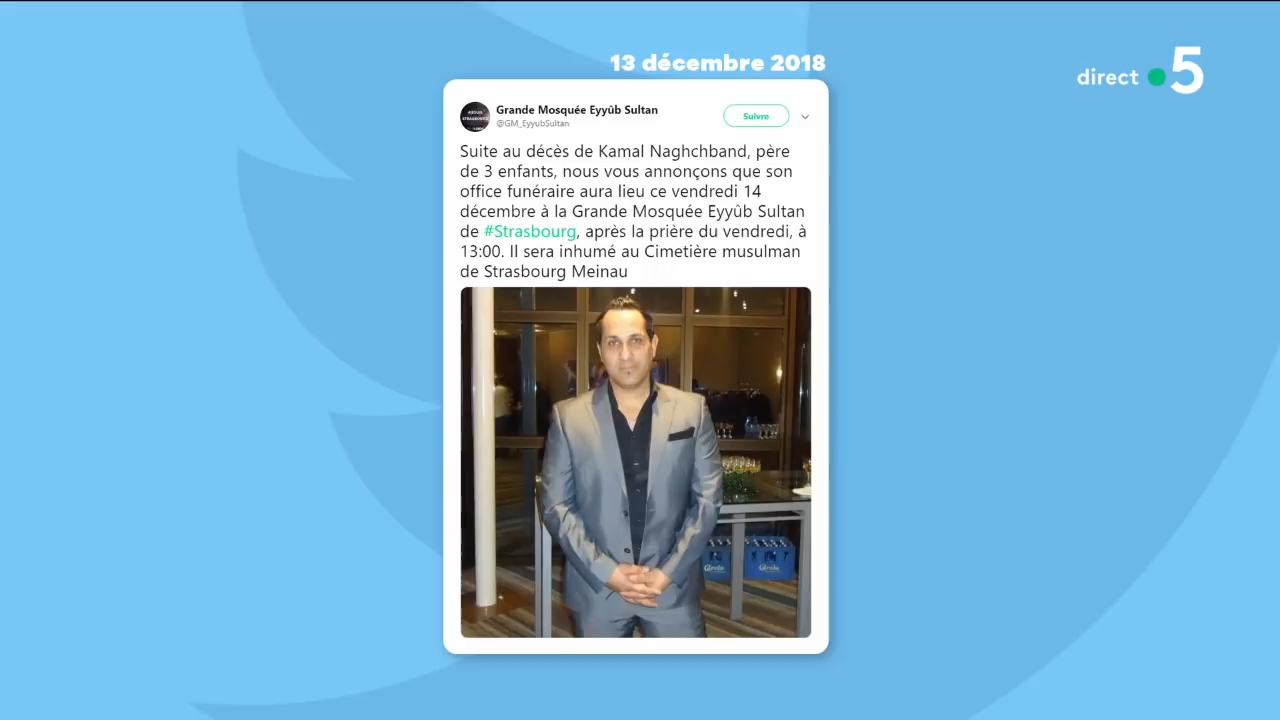 13 décembre 2018
direct 5
Grande Mosquée Eyyûb Sultan
@GM_EyyubSultan
Suivre
Suite au décès de Kamal Naghchband, père
de 3 enfants, nous vous annonçons que son
office funéraire aura lieu ce vendredi 14
décembre à la Grande Mosquée Eyyûb Sultan
de #Strasbourg, après la prière du vendredi, à
13:00. Il sera inhumé au Cimetière musulman
de Strasbourg Meinau